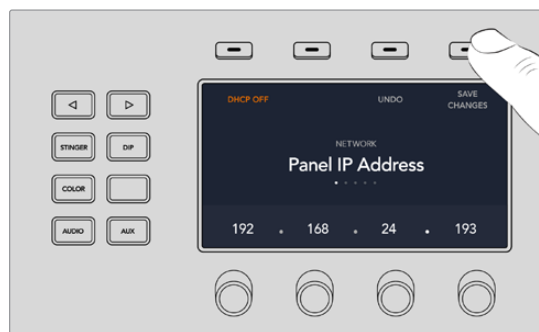 DHCP OFF
UNDO
SAVE
CHANGES
NETWORK
Panel IP Address
192 . 168 . 24 . 193
STINGER
DIP
COLOR
AUDIO
AUX